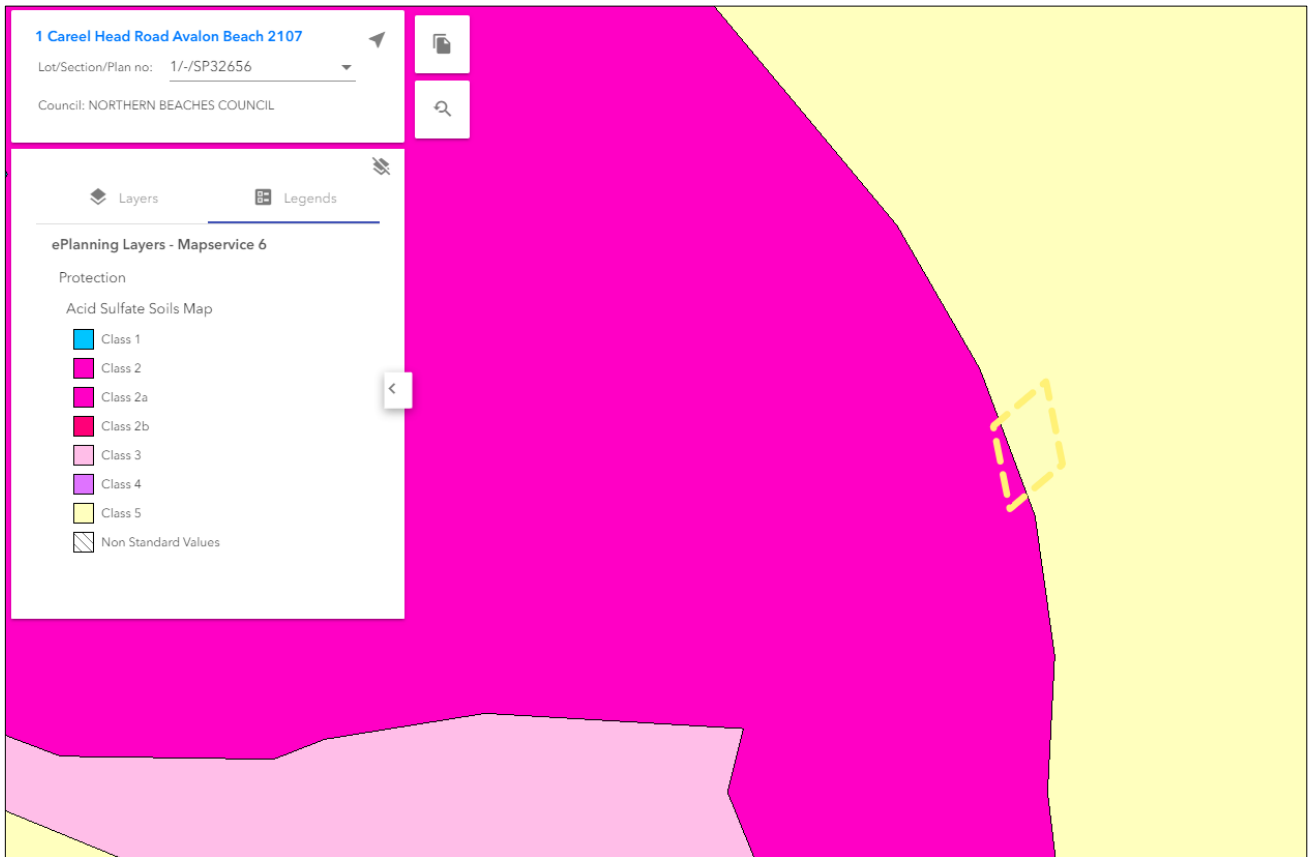 1 Careel Head Road Avalon Beach 2107
Lot/Section/Plan no: 1/-/SP32656
Council: NORTHERN BEACHES COUNCIL
Layers Legends
ePlanning Layers - Mapservice 6
Protection
Acid Sulfate Soils Map
Class 1
Class 2
Class 2a
Class 2b
Class 3
Class 4
Class 5
Non Standard Values